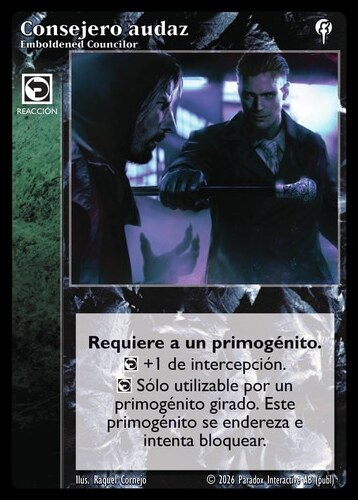 Consejero audaz
Emboldened Councilor
REACCIÓN
Requiere a un primogénito.
+1 de intercepción.
Sólo utilizable por un
primogénito girado. Este
primogénito se endereza e
intenta bloquear.
Ilus. Raquel Cornejo
© 2026 Paradox Interactive AB (publ)